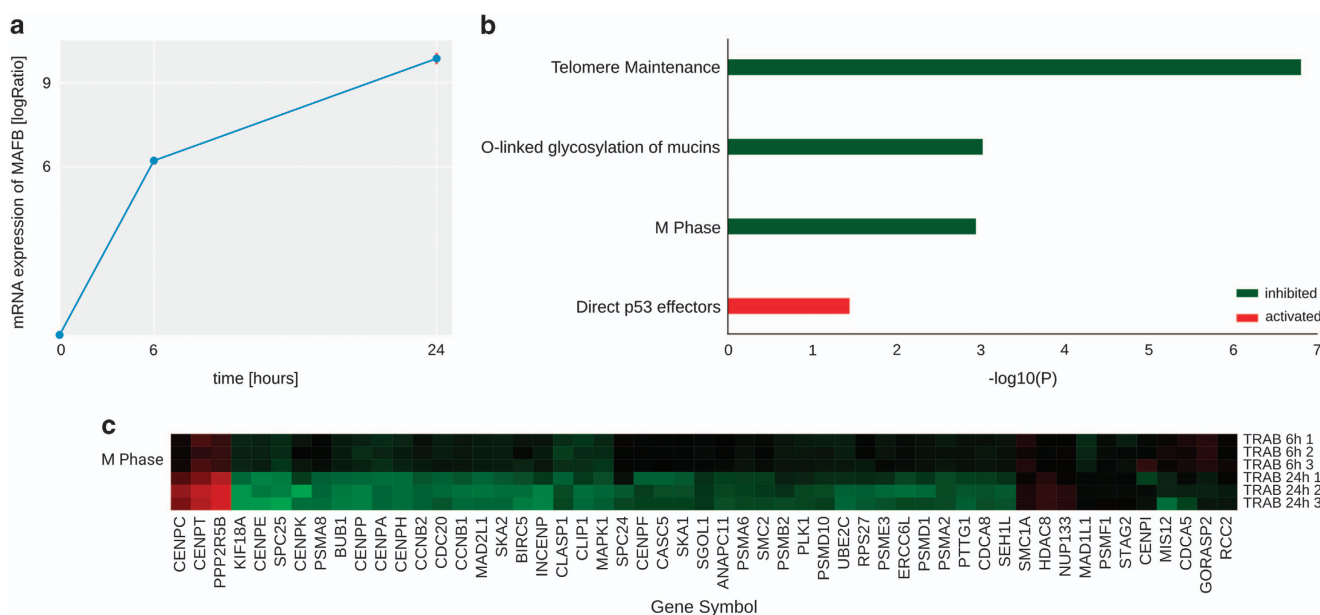 a
mRNA expression of MAFB [logRatio]
9
6
0
6
24
time [hours]
b
Telomere Maintenance
O-linked glycosylation of mucins
M Phase
Direct p53 effectors
inhibited
activated
0 1 2 3 4 5 6 7
-log10(P)
c
M Phase
TRAB 6h 1
TRAB 6h 2
TRAB 6h 3
TRAB 24h 1
TRAB 24h 2
TRAB 24h 3
CENPC
CENPT
PPP2R5B
KIF18A
CENPE
SPC25
CENPK
PSMA8
BUB1
CENPP
CENPA
CENPH
CCNB2
CDC20
CCNB1
MAD2L1
SKA2
BIRC5
INCENP
CLASP1
CLIP1
MAPK1
SPC24
CENPF
CASC5
SKA1
SGOL1
ANAPC11
PSMA6
SMC2
PSMB2
PLK1
PSMD10
UBE2C
RPS27
PSME3
ERCC6L
PSMD1
PSMA2
PTTG1
CDCA8
SEH1L
SMC1A
HDAC8
NUP133
MAD1L1
PSMF1
STAG2
CENPI
MIS12
CDCA5
GORASP2
RCC2
Gene Symbol